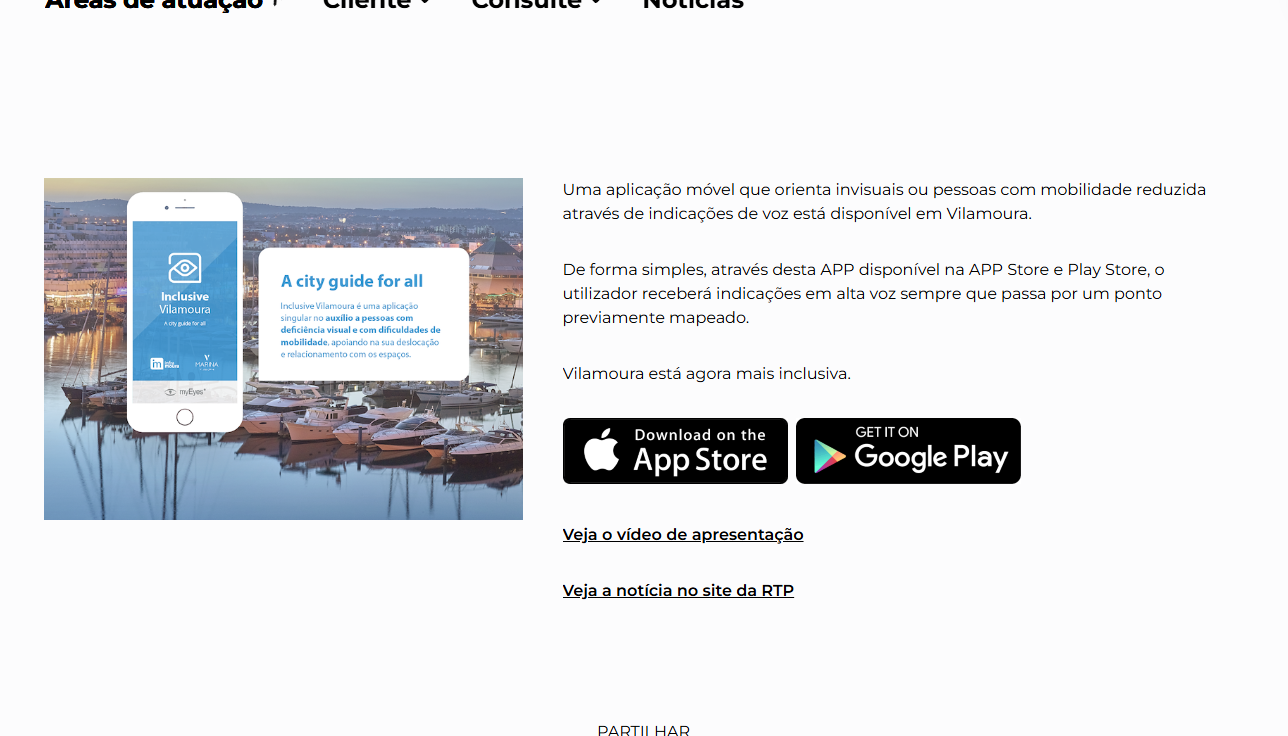 Áreas de atuação
Cliente
Consulte
Notícias
Inclusive
Vilamoura
A city guide for all
MARINA
myEyes
A city guide for all
Inclusive Vilamoura é uma aplicação
singular no auxílio a pessoas com
deficiência visual e com dificuldades de
mobilidade, apoiando na sua deslocação
e relacionamento com os espaços.
Uma aplicação móvel que orienta invisuais ou pessoas com mobilidade reduzida
através de indicações de voz está disponível em Vilamoura.
De forma simples, através desta APP disponível na APP Store e Play Store, o
utilizador receberá indicações em alta voz sempre que passa por um ponto
previamente mapeado.
Vilamoura está agora mais inclusiva.
Download on the
App Store
GET IT ON
Google Play
Veja o vídeo de apresentação
Veja a notícia no site da RTP
PARTILHAR